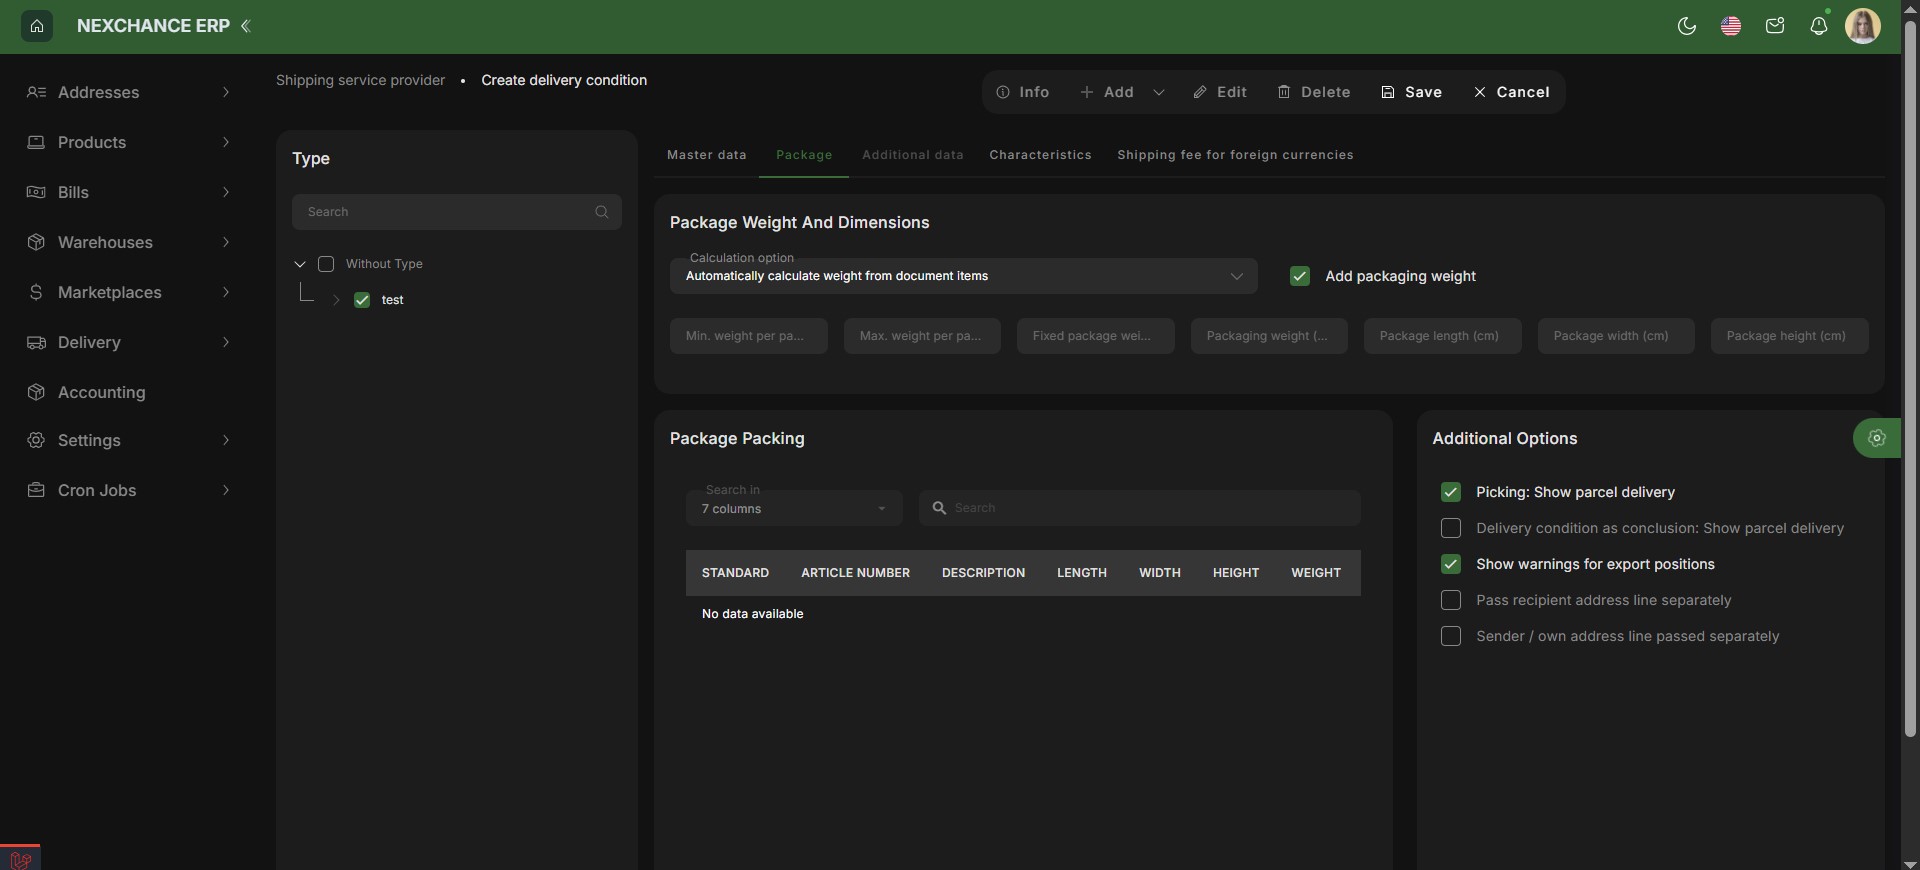 NEXCHANCE ERP
Addresses
Products
Bills
Warehouses
Marketplaces
Delivery
Accounting
Settings
Cron Jobs
Shipping service provider • Create delivery condition
Info Add Edit Delete Save Cancel
Type
Search
Without Type
test
Master data Package Additional data Characteristics Shipping fee for foreign currencies
Package Weight And Dimensions
Calculation option
Automatically calculate weight from document items
Add packaging weight
Min. weight per pa... Max. weight per pa... Fixed package wei... Packaging weight (... Package length (cm) Package width (cm) Package height (cm)
Package Packing
Search in
7 columns
Search
STANDARD ARTICLE NUMBER DESCRIPTION LENGTH WIDTH HEIGHT WEIGHT
No data available
Additional Options
Picking: Show parcel delivery
Delivery condition as conclusion: Show parcel delivery
Show warnings for export positions
Pass recipient address line separately
Sender / own address line passed separately